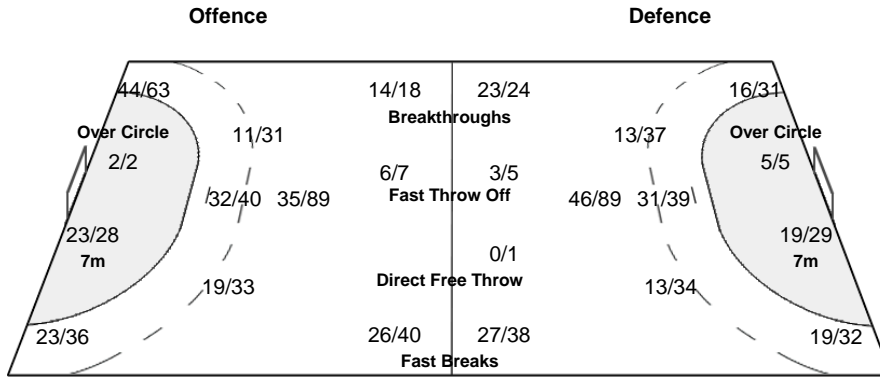 Offence Defence
44/63 14/18 23/24 16/31
Breakthroughs
Over Circle 11/31 13/37 Over Circle
2/2 6/7 3/5 5/5
32/40 35/89 Fast Throw Off 46/89 31/39
23/28 19/29
7m 0/1 7m
Direct Free Throw
19/33 13/34
23/36 26/40 27/38 19/32
Fast Breaks